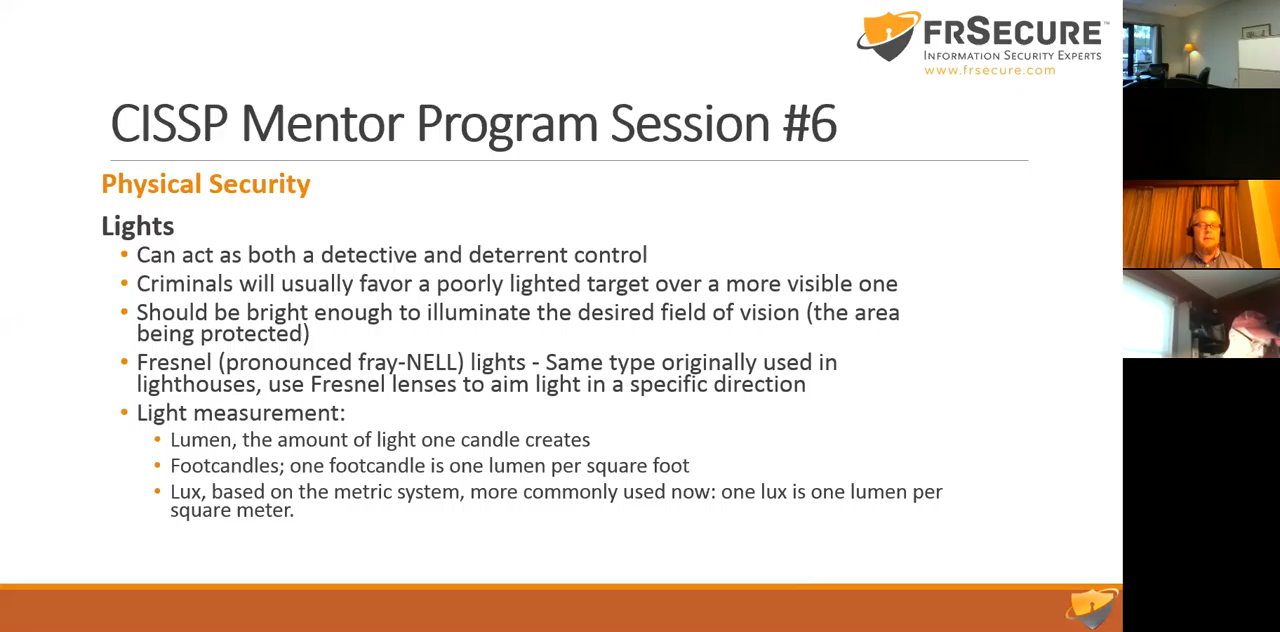 FRSECURE™
INFORMATION SECURITY EXPERTS
www.frsecure.com
CISSP Mentor Program Session #6
Physical Security
Lights
• Can act as both a detective and deterrent control
• Criminals will usually favor a poorly lighted target over a more visible one
• Should be bright enough to illuminate the desired field of vision (the area
being protected)
• Fresnel (pronounced fray-NELL) lights - Same type originally used in
lighthouses, use Fresnel lenses to aim light in a specific direction
• Light measurement:
• Lumen, the amount of light one candle creates
• Footcandles; one footcandle is one lumen per square foot
• Lux, based on the metric system, more commonly used now: one lux is one lumen per
square meter.